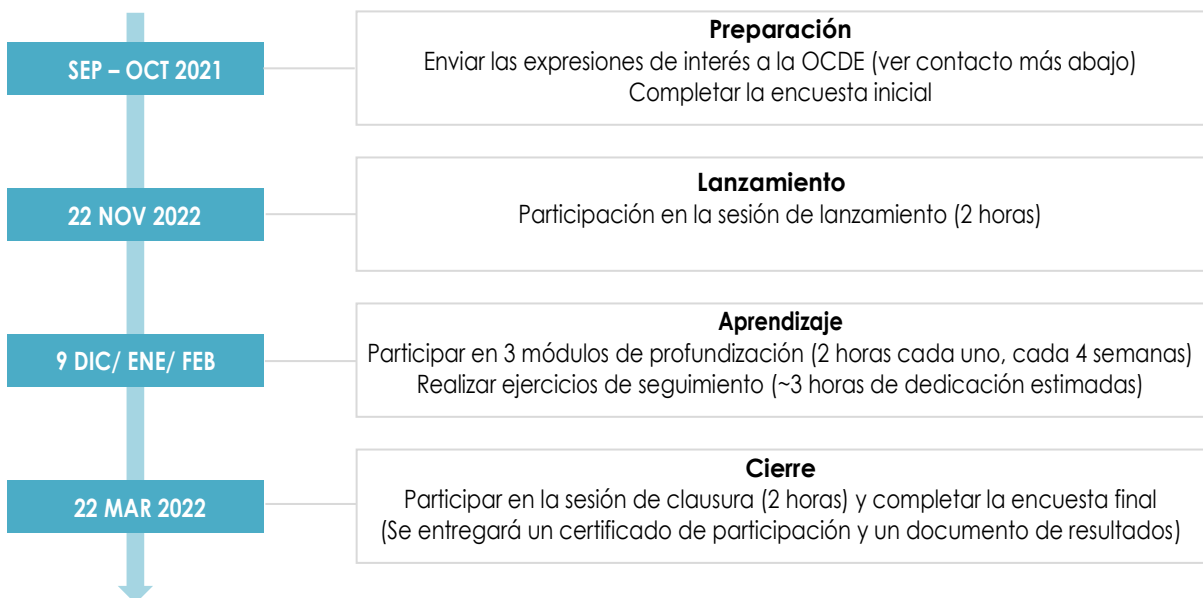 SEP – OCT 2021
Preparación
Enviar las expresiones de interés a la OCDE (ver contacto más abajo)
Completar la encuesta inicial
22 NOV 2022
Lanzamiento
Participación en la sesión de lanzamiento (2 horas)
9 DIC/ ENE/ FEB
Aprendizaje
Participar en 3 módulos de profundización (2 horas cada uno, cada 4 semanas)
Realizar ejercicios de seguimiento (~3 horas de dedicación estimadas)
22 MAR 2022
Cierre
Participar en la sesión de clausura (2 horas) y completar la encuesta final
(Se entregará un certificado de participación y un documento de resultados)